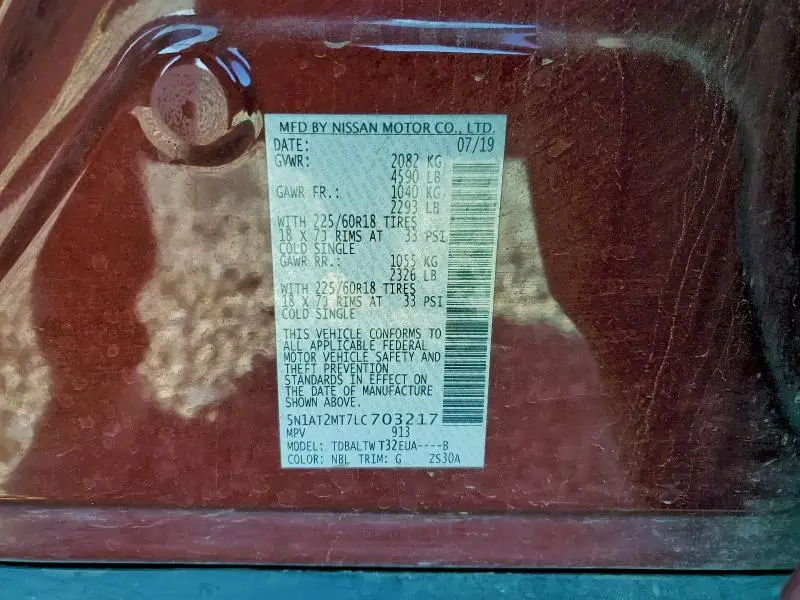 MFD BY NISSAN MOTOR CO., LTD.
DATE: 07/19
GVWR: 2082 KG
4590 LB
GAWR FR.: 1040 KG
2293 LB
WITH 225/60R18 TIRES
18 X 7J RIMS AT 33 PSI
COLD SINGLE
GAWR RR.: 1055 KG
2326 LB
WITH 225/60R18 TIRES
18 X 7J RIMS AT 33 PSI
COLD SINGLE
THIS VEHICLE CONFORMS TO
ALL APPLICABLE FEDERAL
MOTOR VEHICLE SAFETY AND
THEFT PREVENTION
STANDARDS IN EFFECT ON
THE DATE OF MANUFACTURE
SHOWN ABOVE.
5N1AT2MT7LC703217
MPV 913
MODEL: TDBALTW T32EUA----B
COLOR: NBL TRIM: G ZS30A